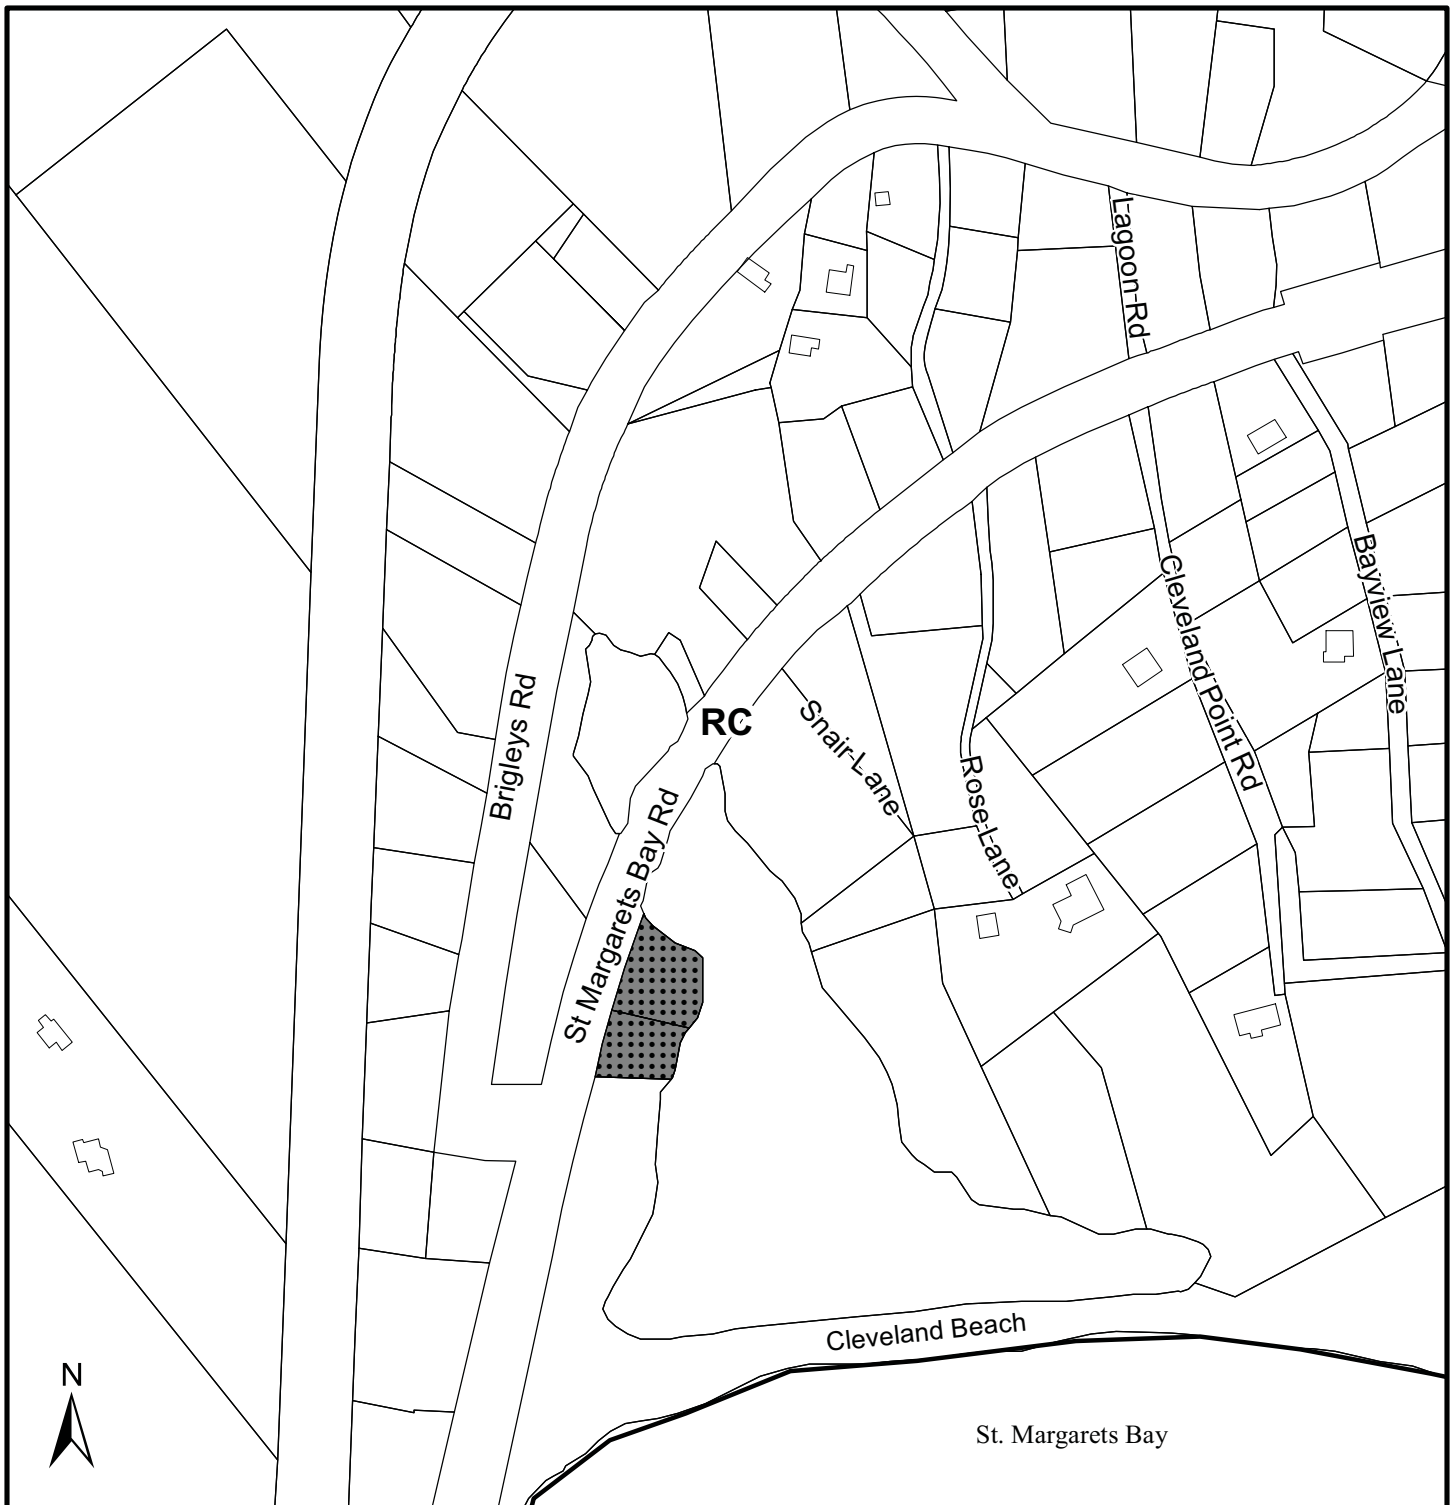 Lagoon Rd
Bayview Lane
Cleveland Point Rd
Brigleys Rd
RC
Snair Lane
Rose Lane
St Margarets Bay Rd
Cleveland Beach
N
St. Margarets Bay